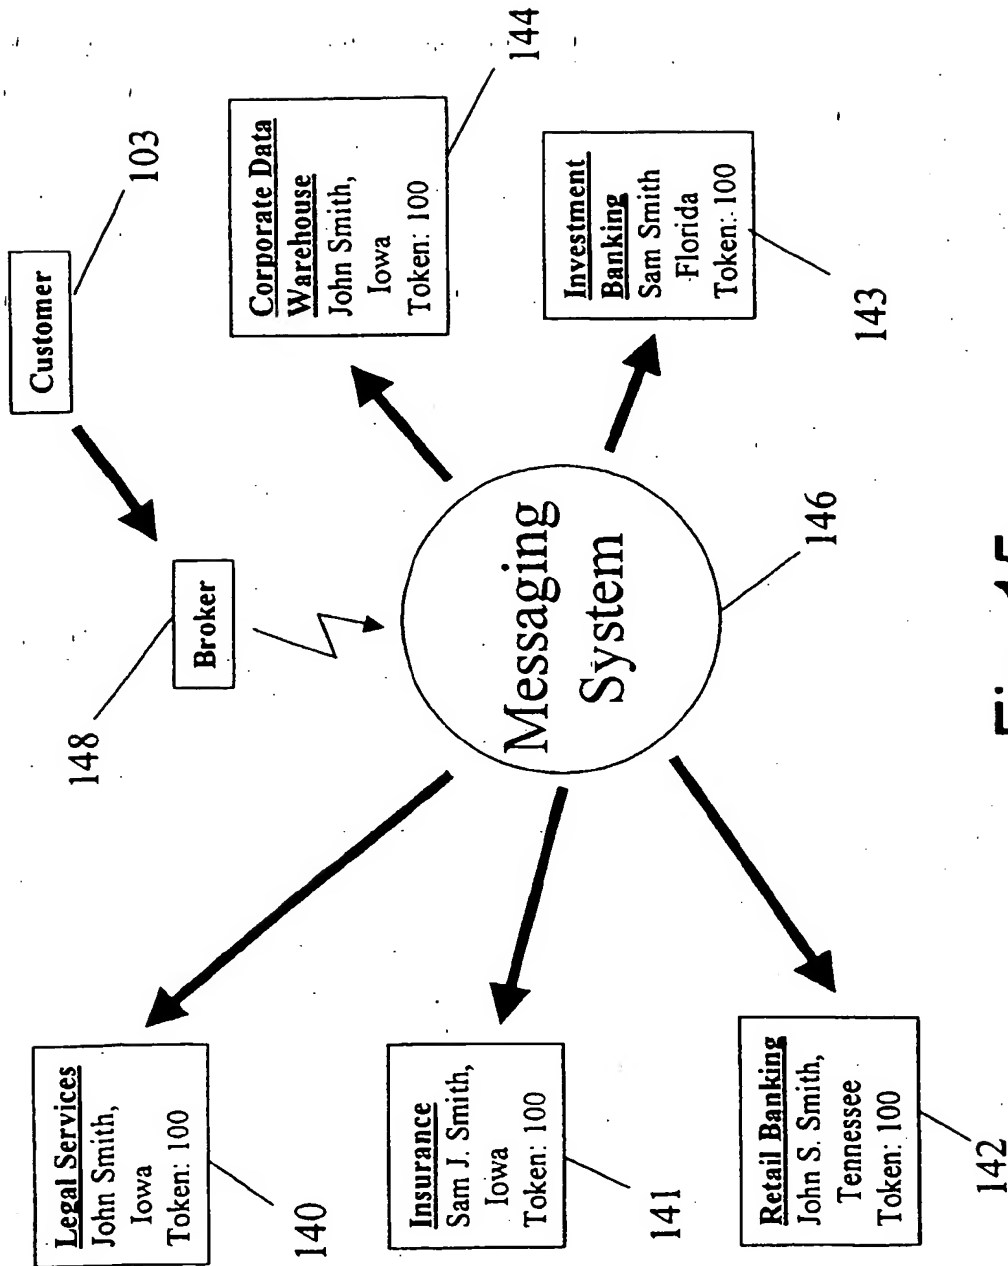 Customer
103
148
Broker
Legal Services
John Smith,
Iowa
Token: 100
140
Corporate Data
Warehouse
John Smith,
Iowa
Token: 100
144
Messaging
System
146
Insurance
Sam J. Smith,
Iowa
Token: 100
141
Investment
Banking
Sam Smith
Florida
Token: 100
143
Retail Banking
John S. Smith,
Tennessee
Token: 100
142